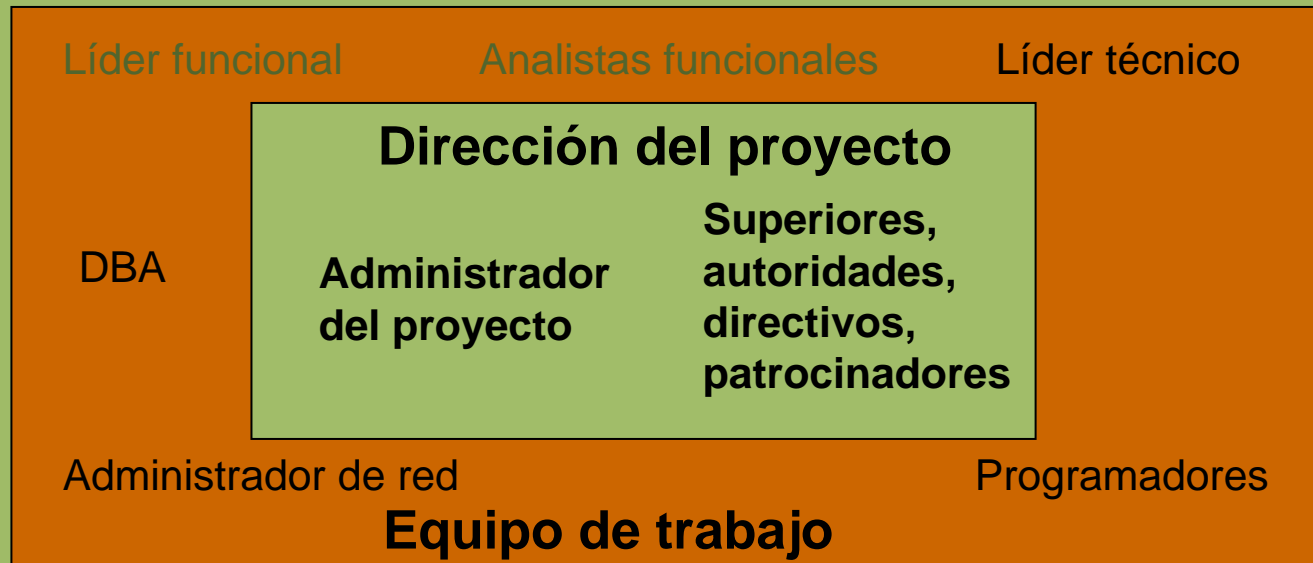 Líder funcional Analistas funcionales Líder técnico
Dirección del proyecto
DBA
Administrador
del proyecto
Superiores,
autoridades,
directivos,
patrocinadores
Administrador de red Programadores
Equipo de trabajo